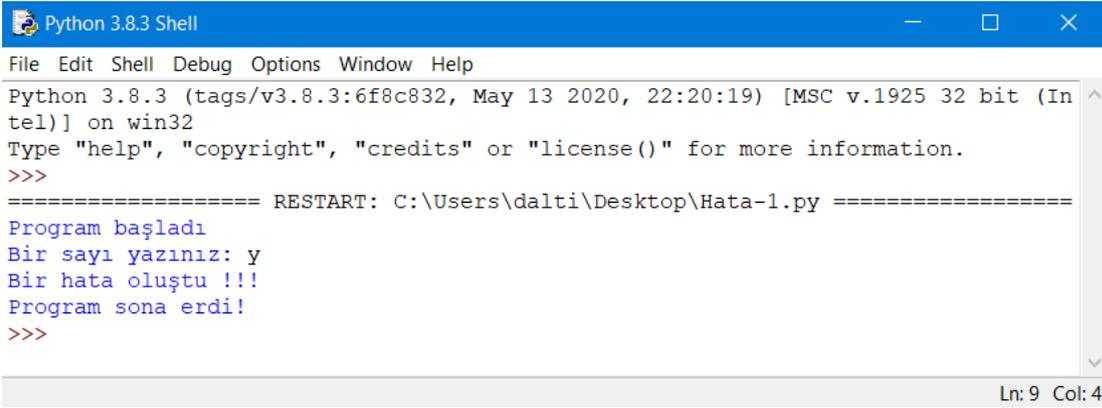 Python 3.8.3 Shell
File Edit Shell Debug Options Window Help
Python 3.8.3 (tags/v3.8.3:6f8c832, May 13 2020, 22:20:19) [MSC v.1925 32 bit (In
tel)] on win32
Type "help", "copyright", "credits" or "license()" for more information.
>>>
=================== RESTART: C:\Users\dalti\Desktop\Hata-1.py ==================
Program başladı
Bir sayı yazınız: y
Bir hata oluştu !!!
Program sona erdi!
>>>
Ln: 9 Col: 4